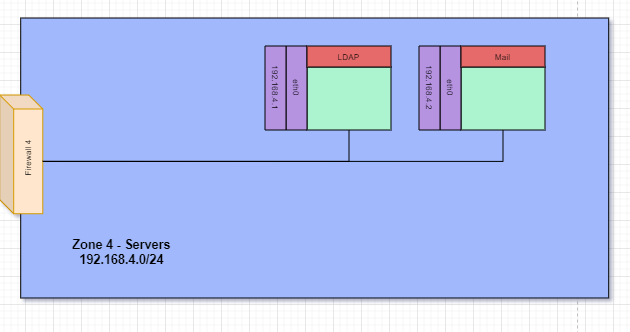 LDAP
192.168.4.1
eth0
Mail
192.168.4.2
eth0
Firewall 4
Zone 4 - Servers
192.168.4.0/24